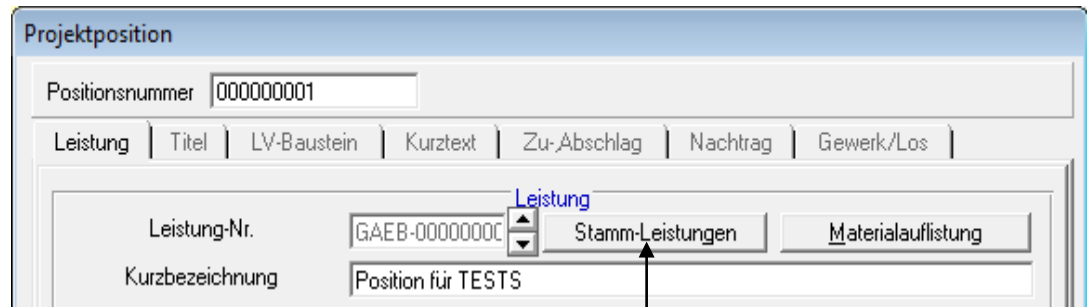 Projektposition
Positionsnummer 000000001
Leistung Titel LV-Baustein Kurztext Zu-,Abschlag Nachtrag Gewerk/Los
Leistung
Leistung-Nr. GAEB-0000000C Stamm-Leistungen Materialauflistung
Kurzbezeichnung Position für TESTS